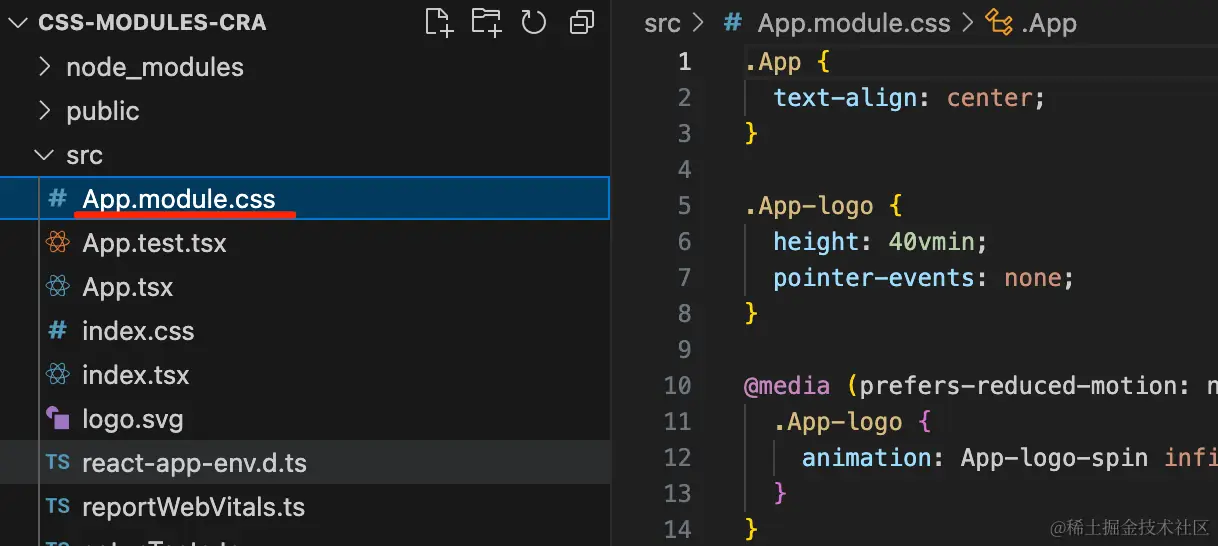 CSS-MODULES-CRA
node_modules
public
src
# App.module.css
App.test.tsx
App.tsx
# index.css
index.tsx
logo.svg
TS react-app-env.d.ts
TS reportWebVitals.ts
src > # App.module.css > .App
1 .App {
2 text-align: center;
3 }
4
5 .App-logo {
6 height: 40vmin;
7 pointer-events: none;
8 }
9
10 @media (prefers-reduced-motion: n
11 .App-logo {
12 animation: App-logo-spin infi
13 }
14 }
@稀土掘金技术社区